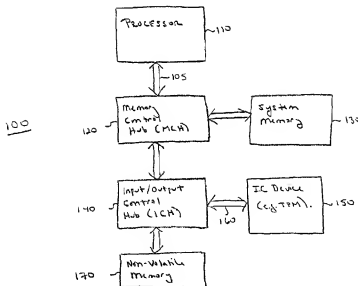 PROCESSOR
110
105
100
Memory
Control
Hub (MCH)
120
System
Memory
130
Input/Output
Control
Hub (ICH)
140
160
IC Device
(e.g. TPM).
150
Non-Volatile
Memory
170